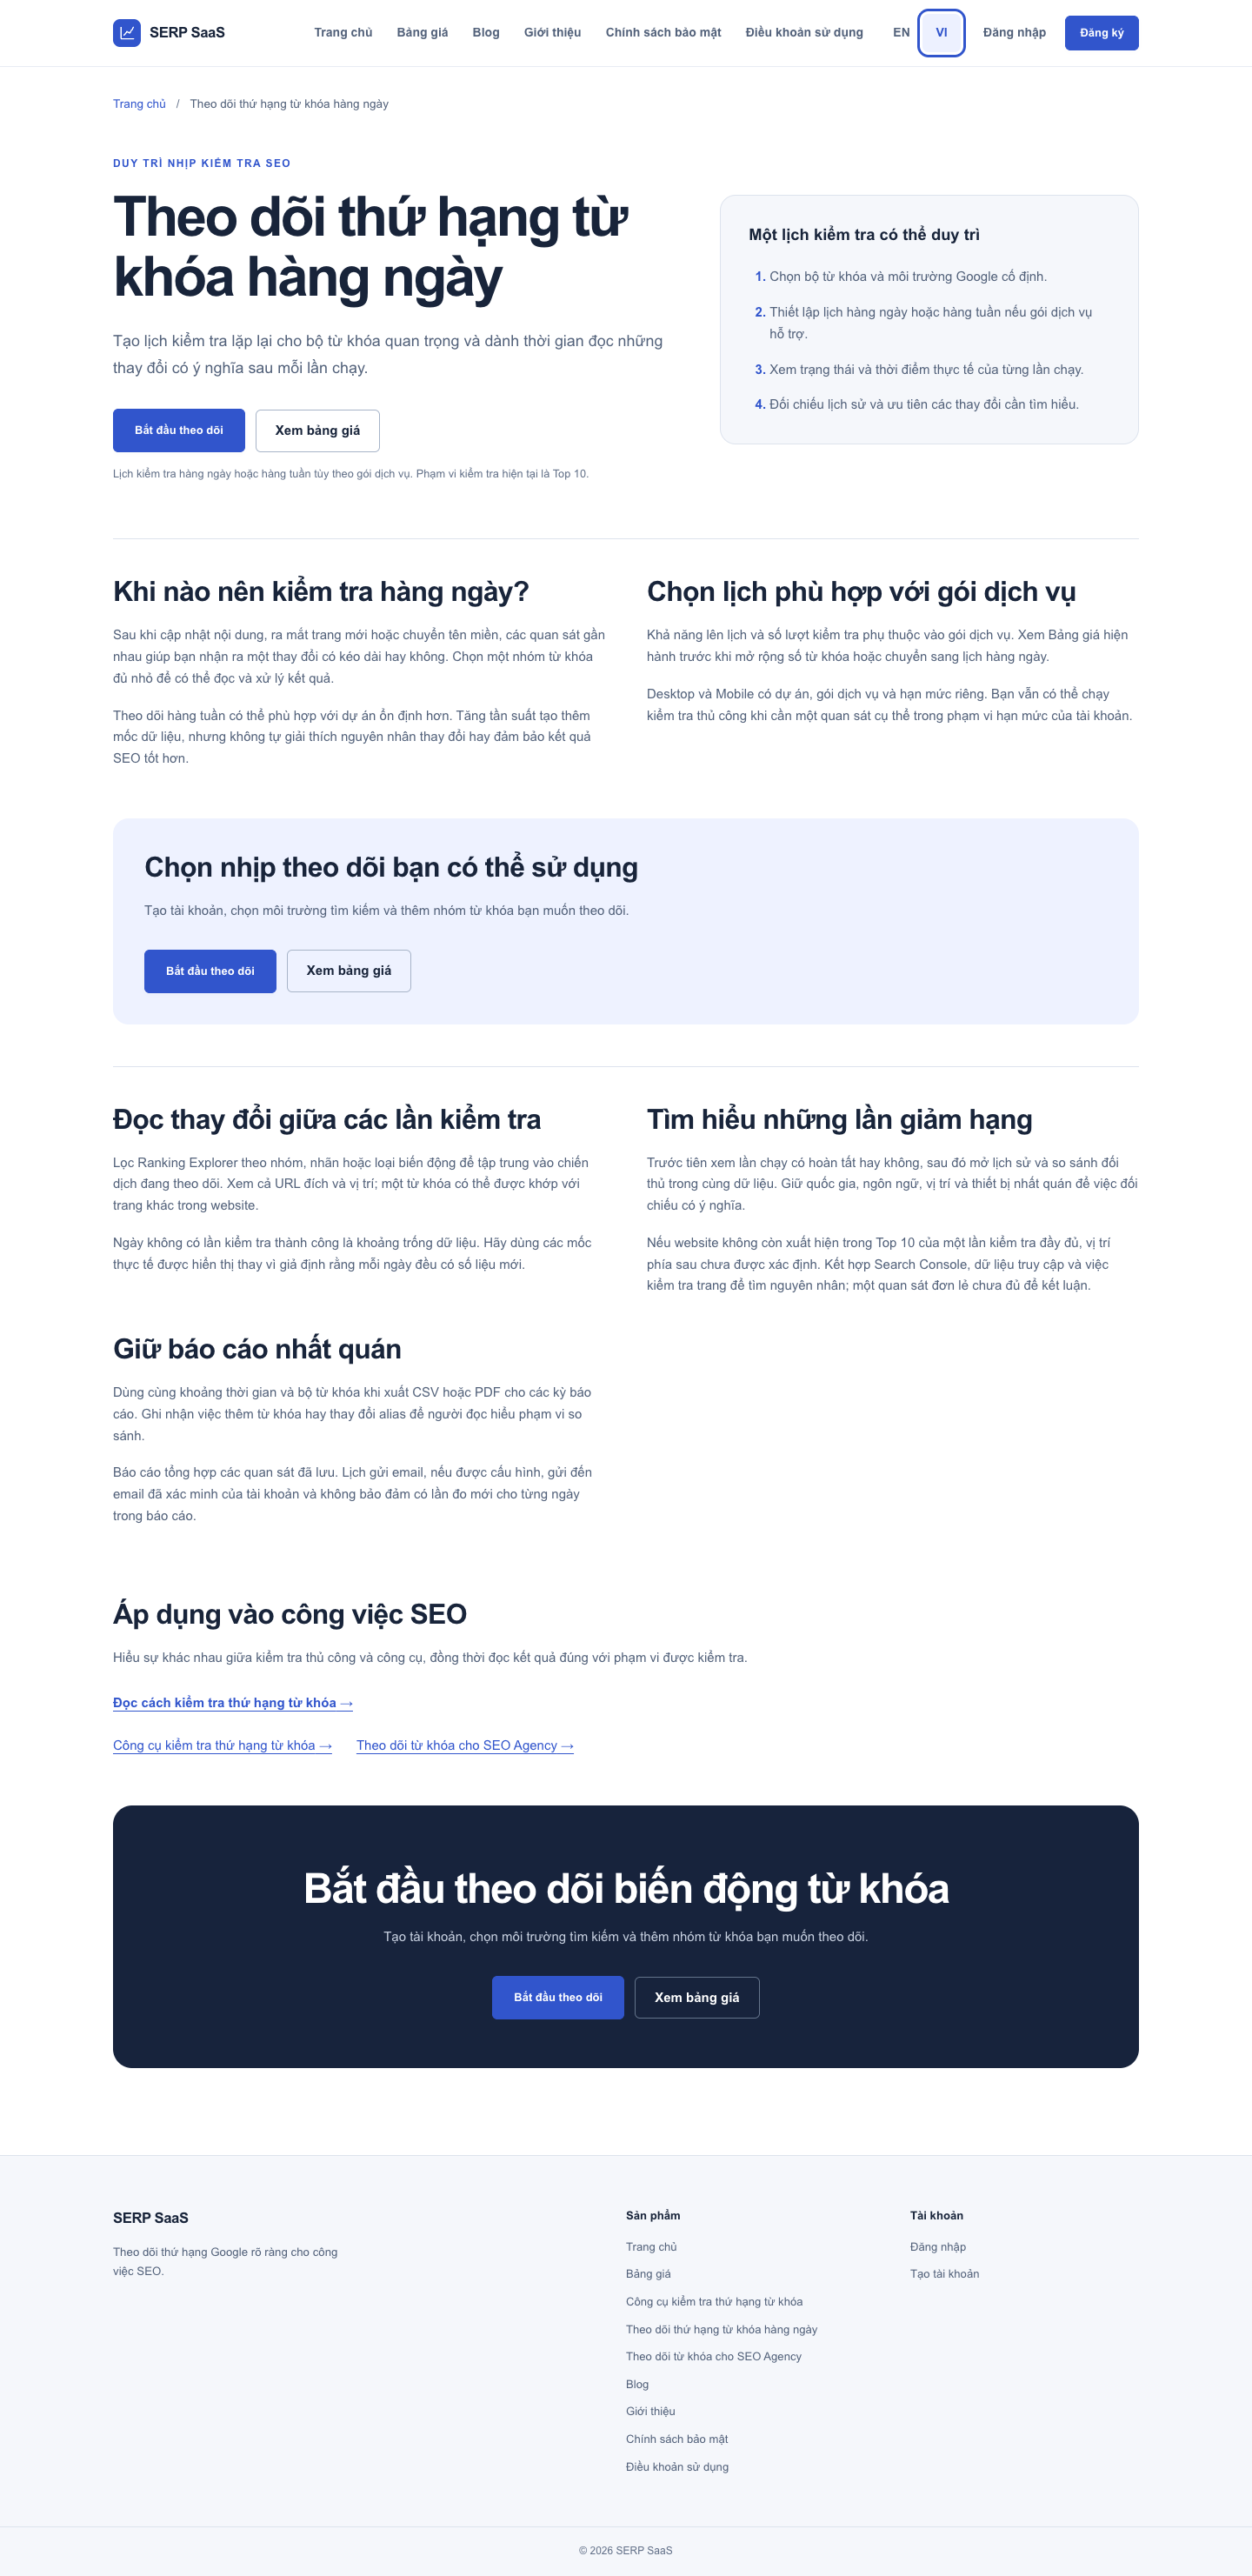 SERP SaaS
Trang chủ
Bảng giá
Blog
Giới thiệu
Chính sách bảo mật
Điều khoản sử dụng
EN
VI
Đăng nhập
Đăng ký
Trang chủ / Theo dõi thứ hạng từ khóa hàng ngày
DUY TRÌ NHỊP KIỂM TRA SEO
Theo dõi thứ hạng từ
khóa hàng ngày
Tạo lịch kiểm tra lặp lại cho bộ từ khóa quan trọng và dành thời gian đọc những
thay đổi có ý nghĩa sau mỗi lần chạy.
Bắt đầu theo dõi
Xem bảng giá
Lịch kiểm tra hàng ngày hoặc hàng tuần tùy theo gói dịch vụ. Phạm vi kiểm tra hiện tại là Top 10.
Một lịch kiểm tra có thể duy trì
1. Chọn bộ từ khóa và môi trường Google cố định.
2. Thiết lập lịch hàng ngày hoặc hàng tuần nếu gói dịch vụ
hỗ trợ.
3. Xem trạng thái và thời điểm thực tế của từng lần chạy.
4. Đối chiếu lịch sử và ưu tiên các thay đổi cần tìm hiểu.
Khi nào nên kiểm tra hàng ngày?
Sau khi cập nhật nội dung, ra mắt trang mới hoặc chuyển tên miền, các quan sát gần
nhau giúp bạn nhận ra một thay đổi có kéo dài hay không. Chọn một nhóm từ khóa
đủ nhỏ để có thể đọc và xử lý kết quả.
Theo dõi hàng tuần có thể phù hợp với dự án ổn định hơn. Tăng tần suất tạo thêm
mốc dữ liệu, nhưng không tự giải thích nguyên nhân thay đổi hay đảm bảo kết quả
SEO tốt hơn.
Chọn lịch phù hợp với gói dịch vụ
Khả năng lên lịch và số lượt kiểm tra phụ thuộc vào gói dịch vụ. Xem Bảng giá hiện
hành trước khi mở rộng số từ khóa hoặc chuyển sang lịch hàng ngày.
Desktop và Mobile có dự án, gói dịch vụ và hạn mức riêng. Bạn vẫn có thể chạy
kiểm tra thủ công khi cần một quan sát cụ thể trong phạm vi hạn mức của tài khoản.
Chọn nhịp theo dõi bạn có thể sử dụng
Tạo tài khoản, chọn môi trường tìm kiếm và thêm nhóm từ khóa bạn muốn theo dõi.
Bắt đầu theo dõi
Xem bảng giá
Đọc thay đổi giữa các lần kiểm tra
Lọc Ranking Explorer theo nhóm, nhãn hoặc loại biến động để tập trung vào chiến
dịch đang theo dõi. Xem cả URL đích và vị trí; một từ khóa có thể được khớp với
trang khác trong website.
Ngày không có lần kiểm tra thành công là khoảng trống dữ liệu. Hãy dùng các mốc
thực tế được hiển thị thay vì giả định rằng mỗi ngày đều có số liệu mới.
Tìm hiểu những lần giảm hạng
Trước tiên xem lần chạy có hoàn tất hay không, sau đó mở lịch sử và so sánh đối
thủ trong cùng dữ liệu. Giữ quốc gia, ngôn ngữ, vị trí và thiết bị nhất quán để việc đối
chiếu có ý nghĩa.
Nếu website không còn xuất hiện trong Top 10 của một lần kiểm tra đầy đủ, vị trí
phía sau chưa được xác định. Kết hợp Search Console, dữ liệu truy cập và việc
kiểm tra trang để tìm nguyên nhân; một quan sát đơn lẻ chưa đủ để kết luận.
Giữ báo cáo nhất quán
Dùng cùng khoảng thời gian và bộ từ khóa khi xuất CSV hoặc PDF cho các kỳ báo
cáo. Ghi nhận việc thêm từ khóa hay thay đổi alias để người đọc hiểu phạm vi so
sánh.
Báo cáo tổng hợp các quan sát đã lưu. Lịch gửi email, nếu được cấu hình, gửi đến
email đã xác minh của tài khoản và không bảo đảm có lần đo mới cho từng ngày
trong báo cáo.
Áp dụng vào công việc SEO
Hiểu sự khác nhau giữa kiểm tra thủ công và công cụ, đồng thời đọc kết quả đúng với phạm vi được kiểm tra.
Đọc cách kiểm tra thứ hạng từ khóa →
Công cụ kiểm tra thứ hạng từ khóa →
Theo dõi từ khóa cho SEO Agency →
Bắt đầu theo dõi biến động từ khóa
Tạo tài khoản, chọn môi trường tìm kiếm và thêm nhóm từ khóa bạn muốn theo dõi.
Bắt đầu theo dõi
Xem bảng giá
SERP SaaS
Theo dõi thứ hạng Google rõ ràng cho công
việc SEO.
Sản phẩm
Trang chủ
Bảng giá
Công cụ kiểm tra thứ hạng từ khóa
Theo dõi thứ hạng từ khóa hàng ngày
Theo dõi từ khóa cho SEO Agency
Blog
Giới thiệu
Chính sách bảo mật
Điều khoản sử dụng
Tài khoản
Đăng nhập
Tạo tài khoản
© 2026 SERP SaaS